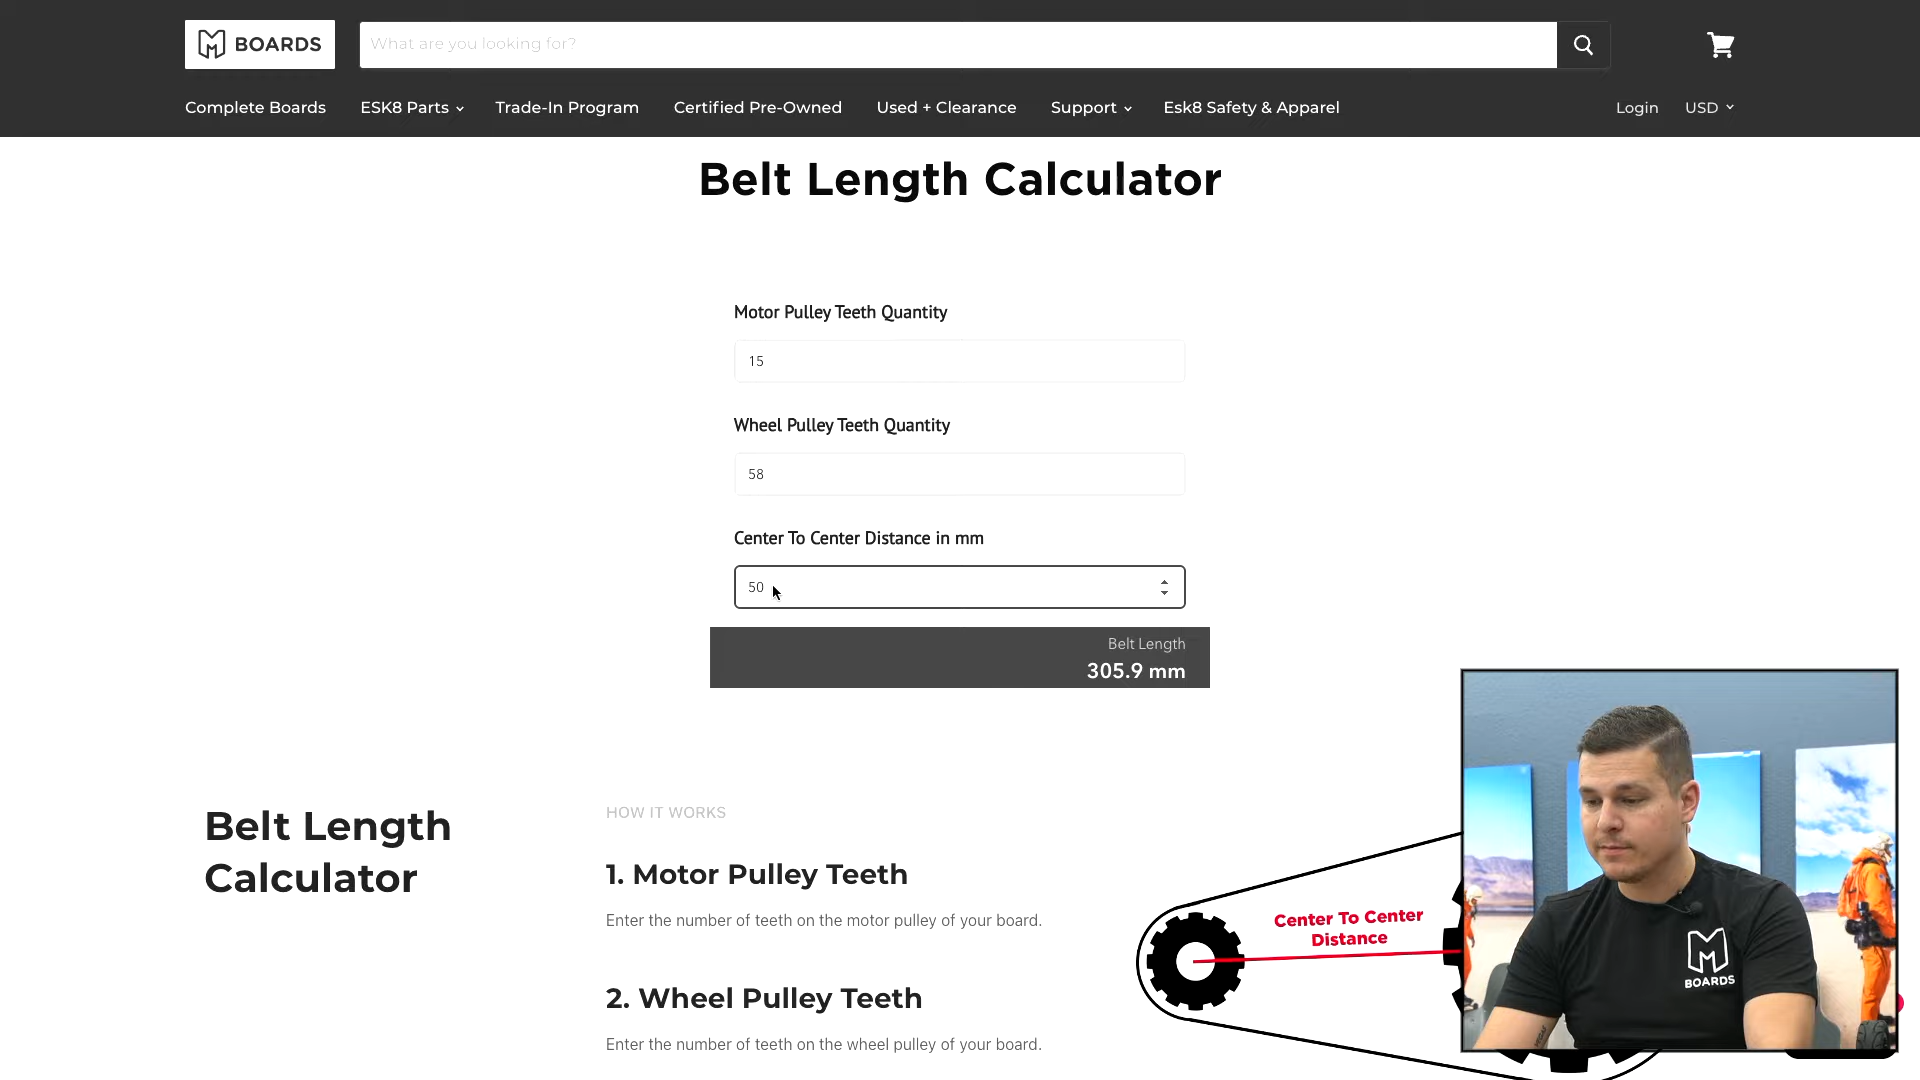 M BOARDS
What are you looking for?
Complete Boards
ESK8 Parts
Trade-In Program
Certified Pre-Owned
Used + Clearance
Support
Esk8 Safety & Apparel
Login
USD
Belt Length Calculator
Motor Pulley Teeth Quantity
15
Wheel Pulley Teeth Quantity
58
Center To Center Distance in mm
50
Belt Length
305.9 mm
Belt Length
Calculator
HOW IT WORKS
1. Motor Pulley Teeth
Enter the number of teeth on the motor pulley of your board.
2. Wheel Pulley Teeth
Enter the number of teeth on the wheel pulley of your board.
Center To Center
Distance
M
BOARDS